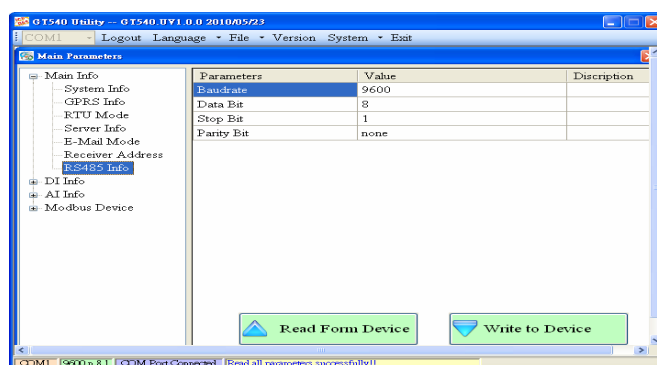 GT540 Utility -- GT540.UV1.0.0 2010/05/23
COM1 Logout Language File Version System Exit
Main Parameters
Main Info
System Info
GPRS Info
RTU Mode
Server Info
E-Mail Mode
Receiver Address
RS485 Info
DI Info
AI Info
Modbus Device
Parameters Value Discription
Baudrate 9600
Data Bit 8
Stop Bit 1
Parity Bit none
Read Form Device Write to Device
COM1 9600,n,8,1 COM Port Connected Read all parameters successfully!!